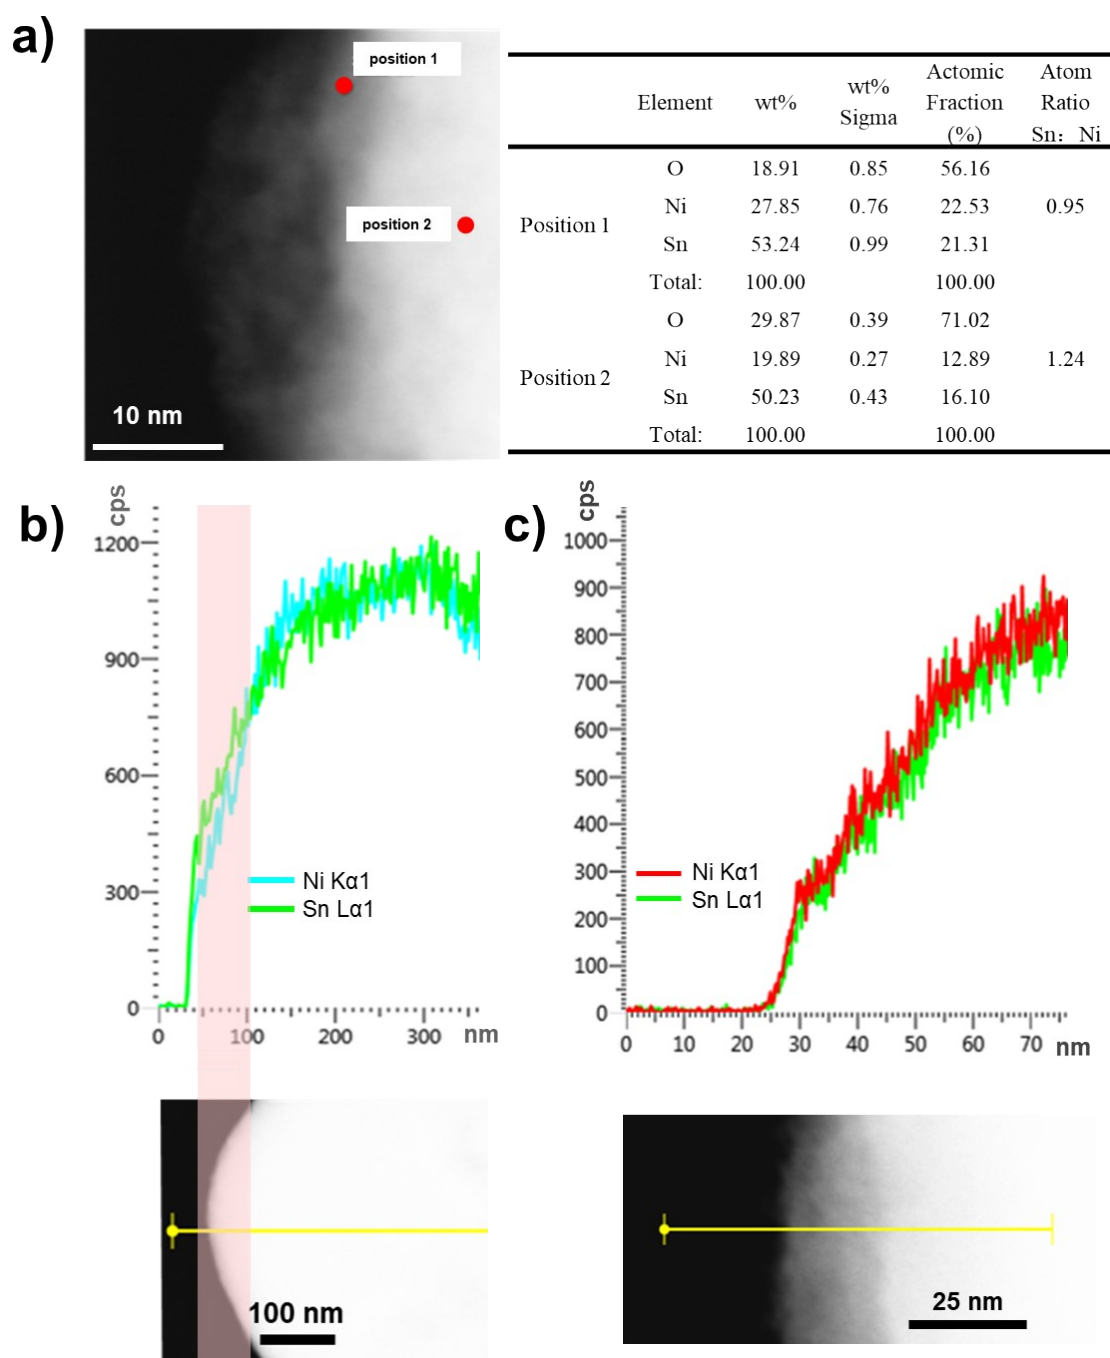 a)
position 1
position 2
10 nm
Element wt% wt% Sigma Actomic Fraction (%) Atom Ratio Sn： Ni
Position 1
O 18.91 0.85 56.16
Ni 27.85 0.76 22.53 0.95
Sn 53.24 0.99 21.31
Total: 100.00 100.00
Position 2
O 29.87 0.39 71.02
Ni 19.89 0.27 12.89 1.24
Sn 50.23 0.43 16.10
Total: 100.00 100.00
b)
cps
1200
900
600
300
0
Ni Kα1
Sn Lα1
0 100 200 300 nm
100 nm
c)
cps
1000
900
800
700
600
500
400
300
200
100
0
Ni Kα1
Sn Lα1
0 10 20 30 40 50 60 70 nm
25 nm